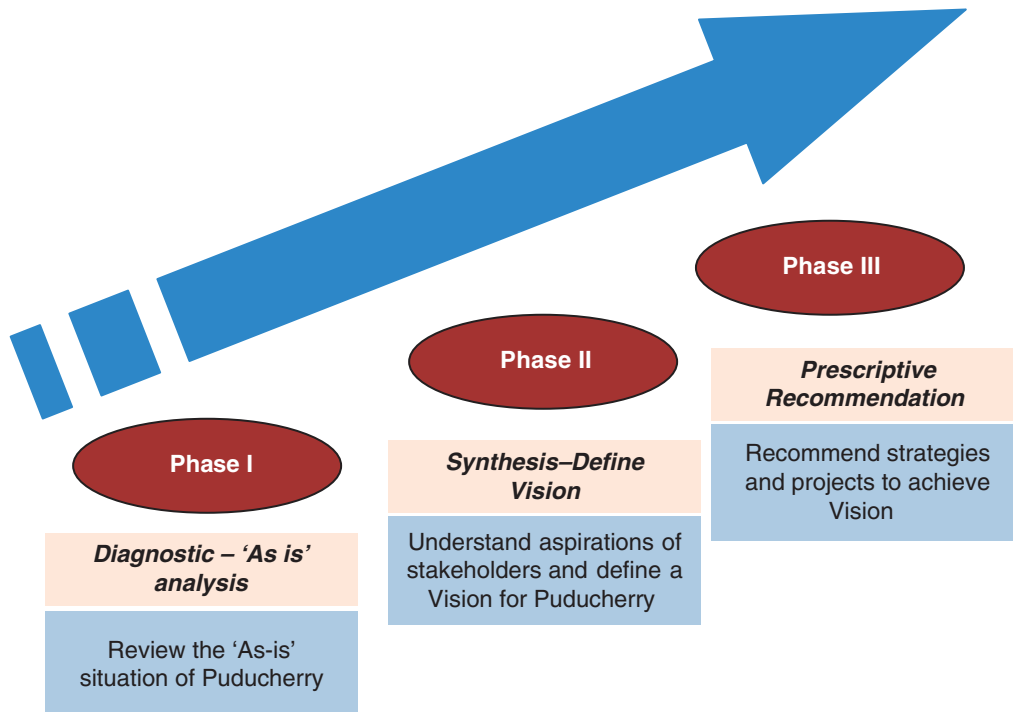 Phase I
Diagnostic – ‘As is’
analysis
Review the ‘As-is’
situation of Puducherry
Phase II
Synthesis–Define
Vision
Understand aspirations of
stakeholders and define a
Vision for Puducherry
Phase III
Prescriptive
Recommendation
Recommend strategies
and projects to achieve
Vision